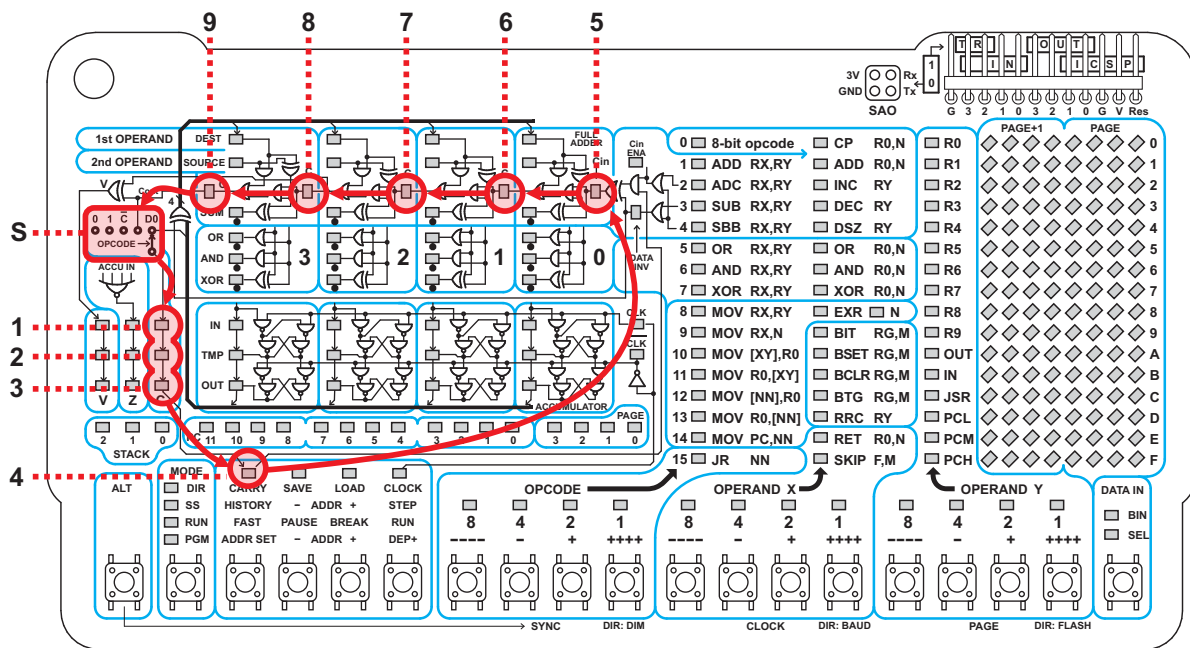 9 8 7 6 5
TR OUT
IN ICSP
1
0
3V Rx
GND Tx
SAO
G 3 2 1 0 3 2 1 0 G V Res
PAGE+1 PAGE
1st OPERAND DEST
FULL
ADDER
2nd OPERAND SOURCE
Cin
Cin
ENA
V
Cout
4
SUM
S
0 1 C D0
OPCODE
ACCU IN
OR
AND
XOR
3 2 1 0
DATA
INV
1
2
3
IN
TMP
OUT
CLK
CLK
V Z C
ACCUMULATOR
2 1 0
STACK
PC 11 10 9 8 7 6 5 4 3 2 1 0
PAGE
3 2 1 0
4
0 8-bit opcode CP R0,N R0 0
1 ADD RX,RY ADD R0,N R1 1
2 ADC RX,RY INC RY R2 2
3 SUB RX,RY DEC RY R3 3
4 SBB RX,RY DSZ RY R4 4
5 OR RX,RY OR R0,N R5 5
6 AND RX,RY AND R0,N R6 6
7 XOR RX,RY XOR R0,N R7 7
8 MOV RX,RY EXR N R8 8
9 MOV RX,N BIT RG,M R9 9
10 MOV [XY],R0 BSET RG,M OUT A
11 MOV R0,[XY] BCLR RG,M IN B
12 MOV [NN],R0 BTG RG,M JSR C
13 MOV R0,[NN] RRC RY PCL D
14 MOV PC,NN RET R0,N PCM E
15 JR NN SKIP F,M PCH F
ALT
MODE
DIR
SS
RUN
PGM
CARRY SAVE LOAD CLOCK
HISTORY - ADDR + STEP
FAST PAUSE BREAK RUN
ADDR SET - ADDR + DEP+
OPCODE OPERAND X OPERAND Y
8 4 2 1 8 4 2 1 8 4 2 1
---- - + ++++ ---- - + ++++ ---- - + ++++
DATA IN
BIN
SEL
SYNC DIR: DIM CLOCK DIR: BAUD PAGE DIR: FLASH